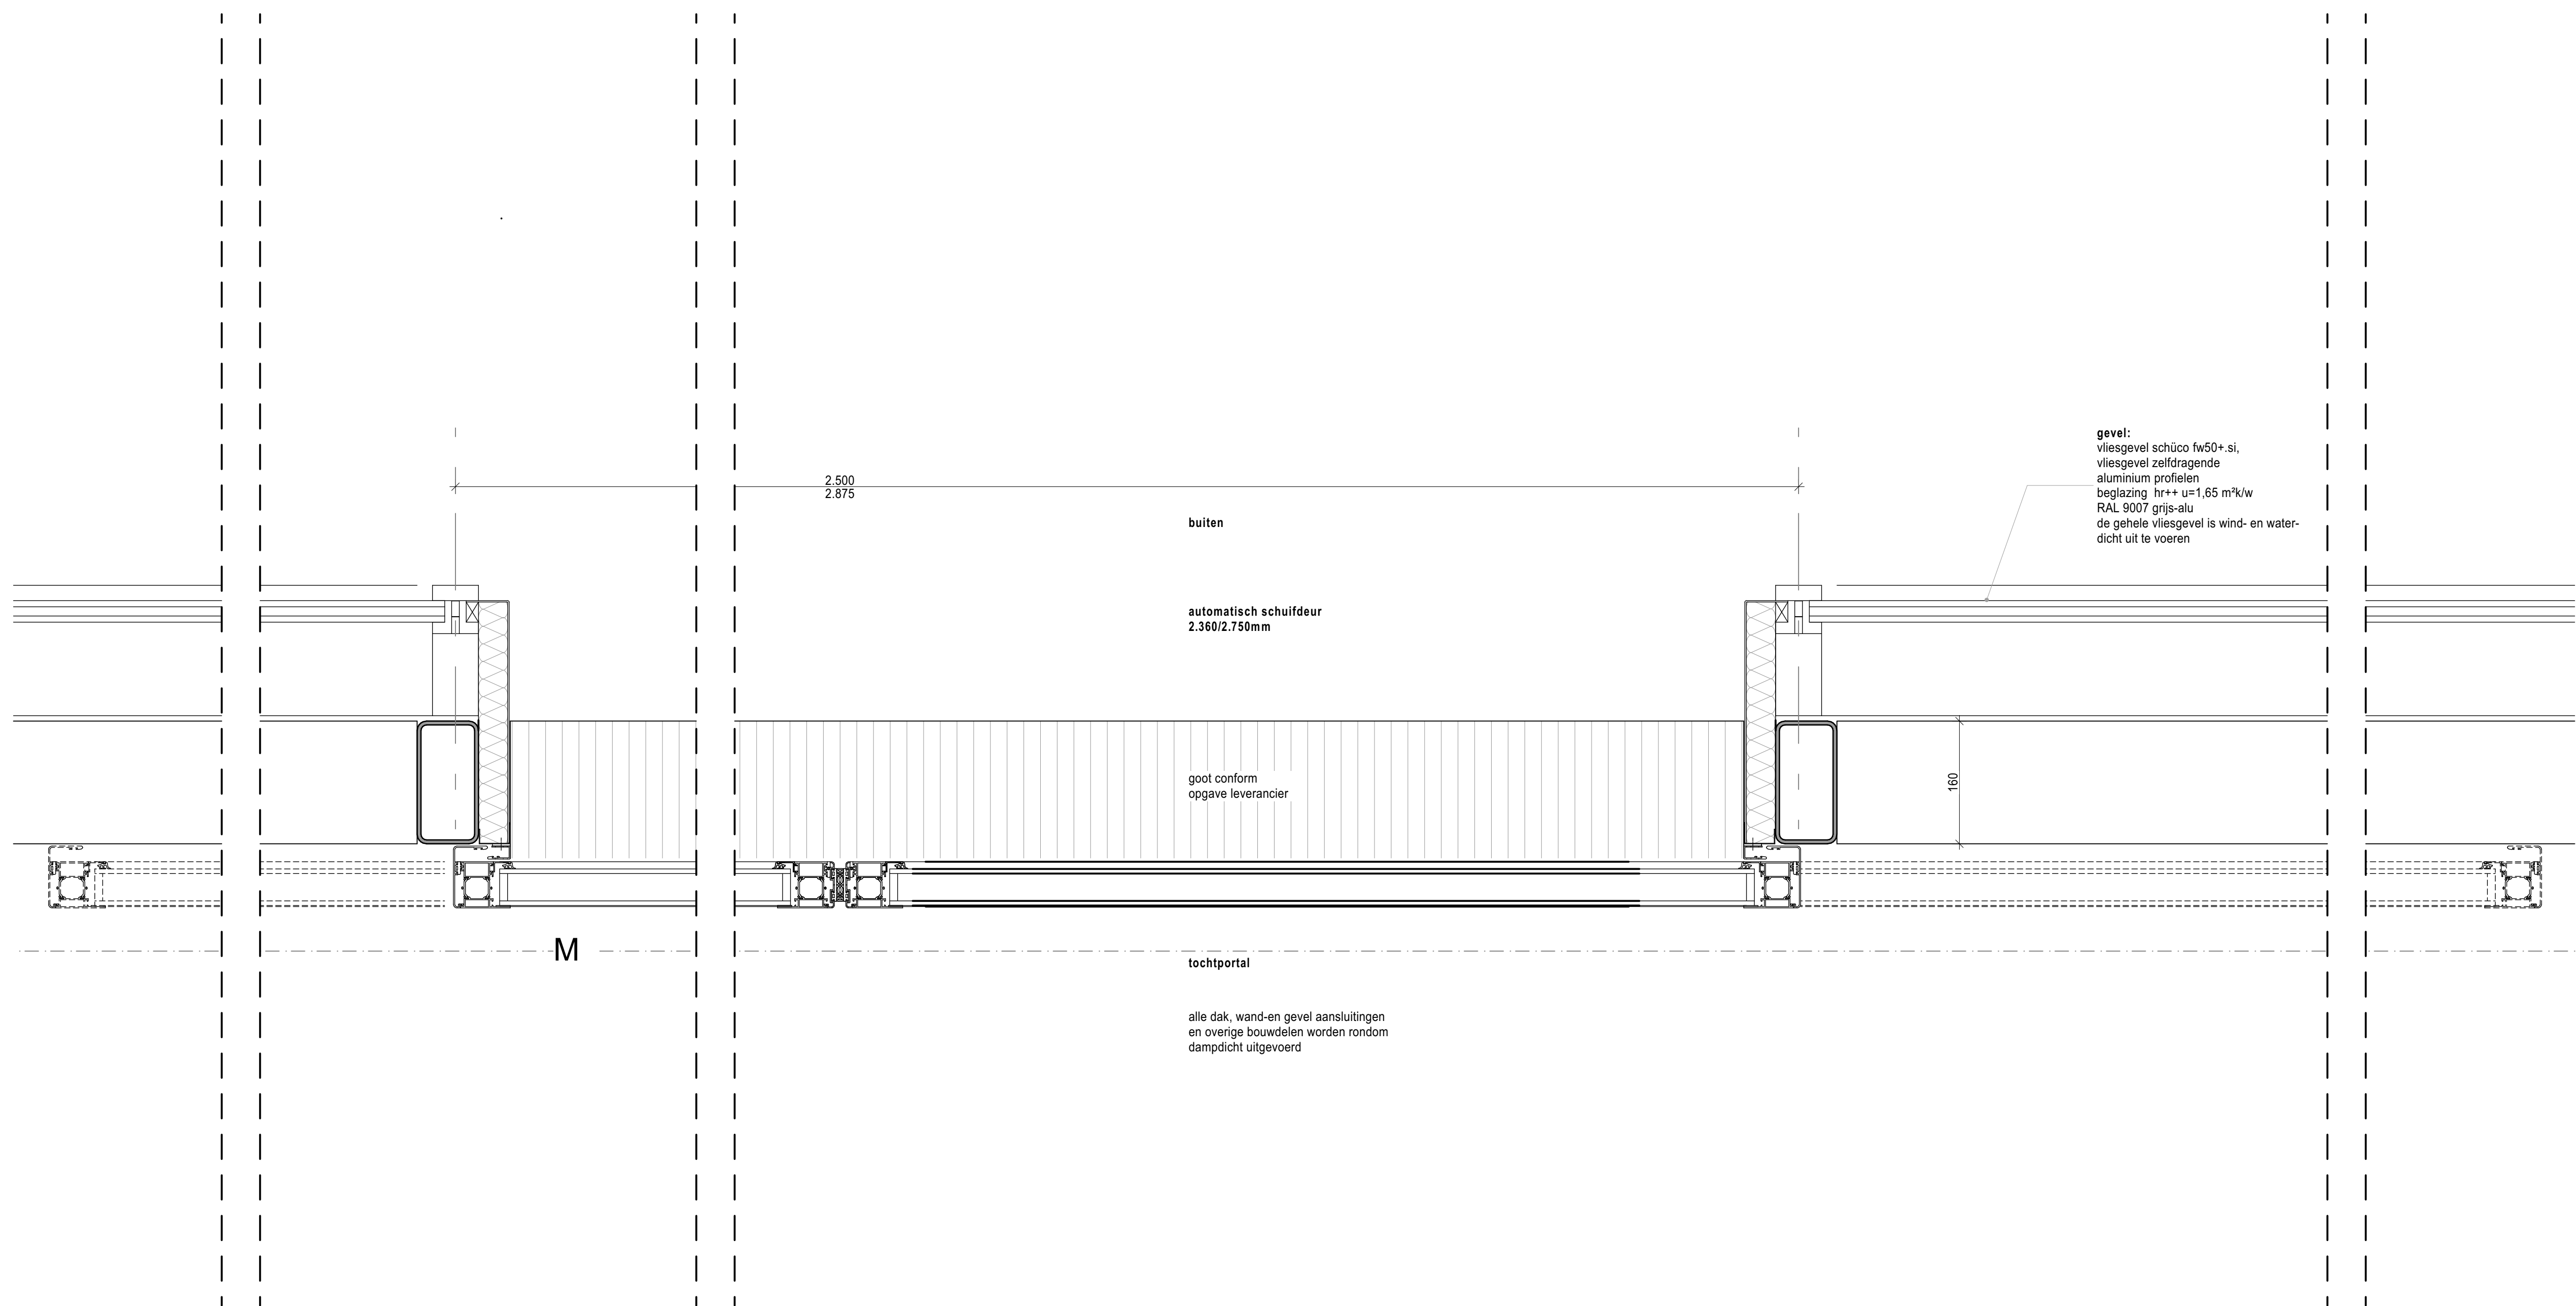 gevel:
vliesgevel schüco fw50+.si,
vliesgevel zelfdragende
aluminium profielen
beglazing  hr++ u=1,65 m²k/w
RAL 9007 grijs-alu
de gehele vliesgevel is wind- en water-
dicht uit te voeren
2.500
2.875
buiten
automatisch schuifdeur
2.360/2.750mm
goot conform
opgave leverancier
160
M
tochtportal
alle dak, wand-en gevel aansluitingen
en overige bouwdelen worden rondom
dampdicht uitgevoerd